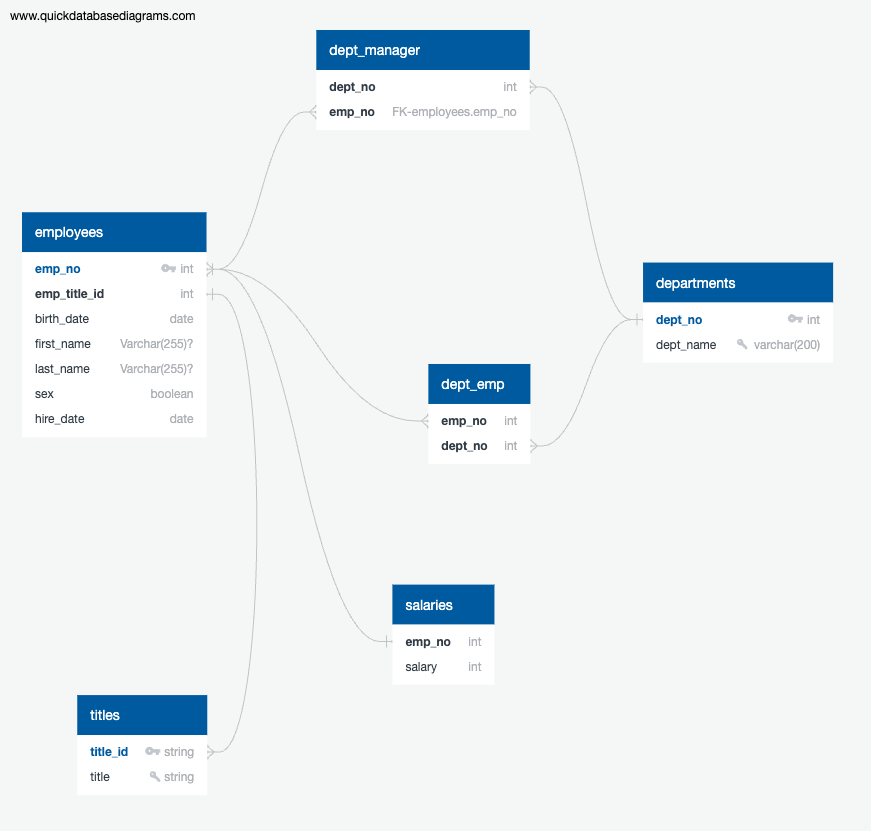 www.quickdatabasediagrams.com
dept_manager
dept_no int
emp_no FK-employees.emp_no
employees
emp_no int
emp_title_id int
birth_date date
first_name Varchar(255)?
last_name Varchar(255)?
sex boolean
hire_date date
departments
dept_no int
dept_name varchar(200)
dept_emp
emp_no int
dept_no int
salaries
emp_no int
salary int
titles
title_id string
title string